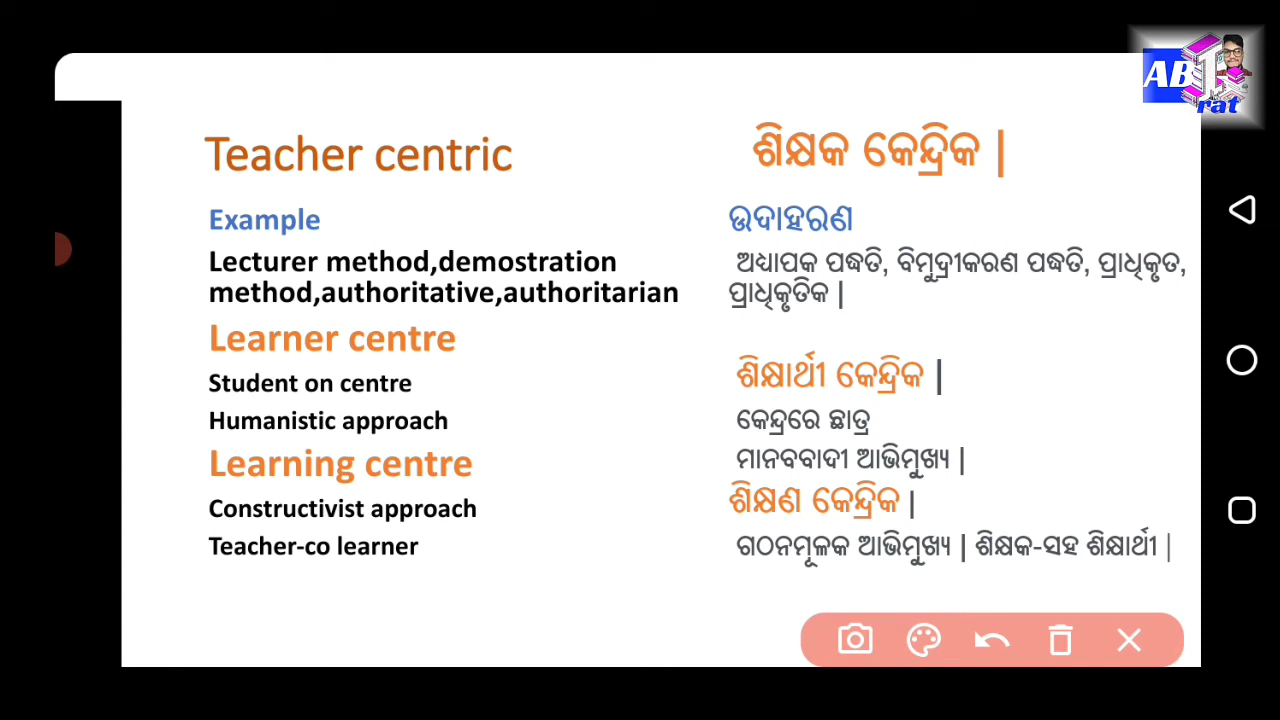 Teacher centric
Example
Lecturer method,demostration
method,authoritative,authoritarian
Learner centre
Student on centre
Humanistic approach
Learning centre
Constructivist approach
Teacher-co learner
ଶିକ୍ଷକ କେନ୍ଦ୍ରିକ |
ଉଦାହରଣ
ଅଧ୍ୟାପକ ପଦ୍ଧତି, ବିମୁଦ୍ରୀକରଣ ପଦ୍ଧତି, ପ୍ରାଧିକୃତ,
ପ୍ରାଧିକୃତିକ |
ଶିକ୍ଷାର୍ଥୀ କେନ୍ଦ୍ରିକ |
କେନ୍ଦ୍ରରେ ଛାତ୍ର
ମାନବବାଦୀ ଆଭିମୁଖ୍ୟ |
ଶିକ୍ଷଣ କେନ୍ଦ୍ରିକ |
ଗଠନମୂଳକ ଆଭିମୁଖ୍ୟ | ଶିକ୍ଷକ-ସହ ଶିକ୍ଷାର୍ଥୀ |
AB
rat